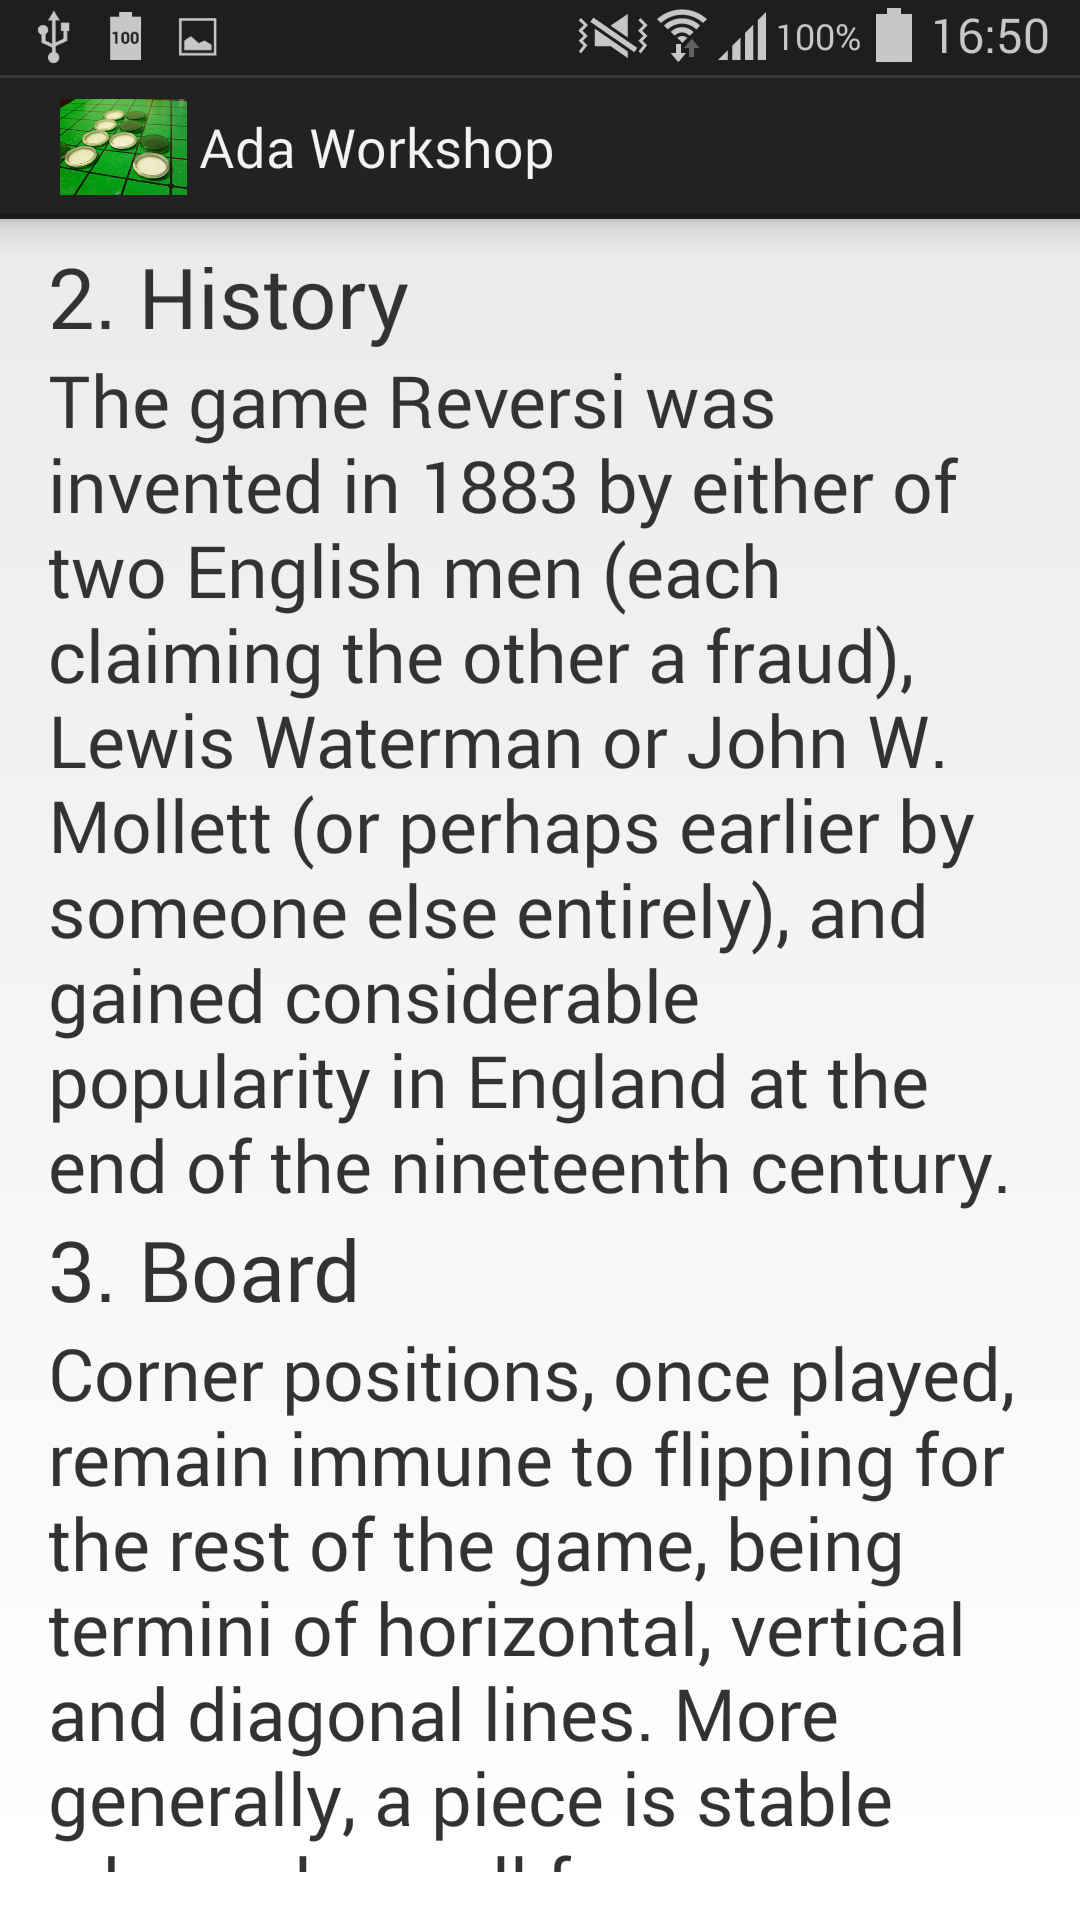 100 100% 16:50
Ada Workshop
2. History
The game Reversi was
invented in 1883 by either of
two English men (each
claiming the other a fraud),
Lewis Waterman or John W.
Mollett (or perhaps earlier by
someone else entirely), and
gained considerable
popularity in England at the
end of the nineteenth century.
3. Board
Corner positions, once played,
remain immune to flipping for
the rest of the game, being
termini of horizontal, vertical
and diagonal lines. More
generally, a piece is stable